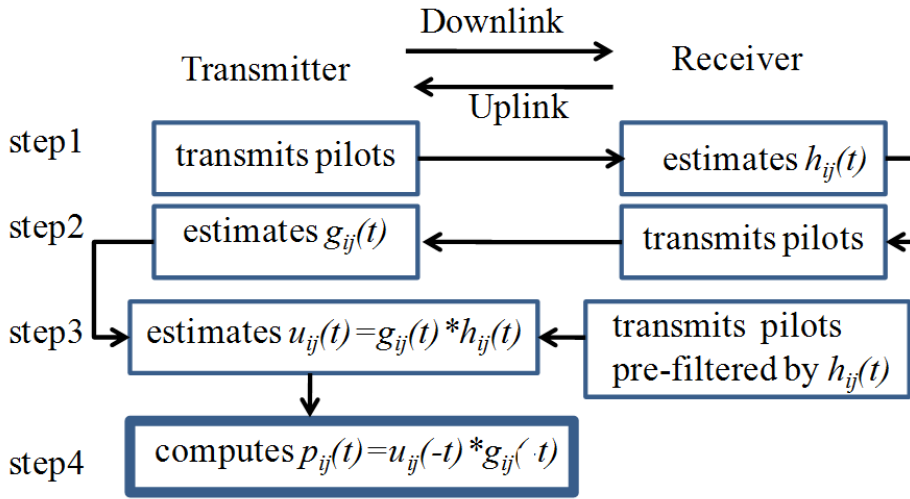 Downlink
Transmitter
Receiver
Uplink
step1
transmits pilots
estimates h_ij(t)
step2
estimates g_ij(t)
transmits pilots
step3
estimates u_ij(t)=g_ij(t)*h_ij(t)
transmits pilots
pre-filtered by h_ij(t)
step4
computes p_ij(t)=u_ij(-t)*g_ij(-t)